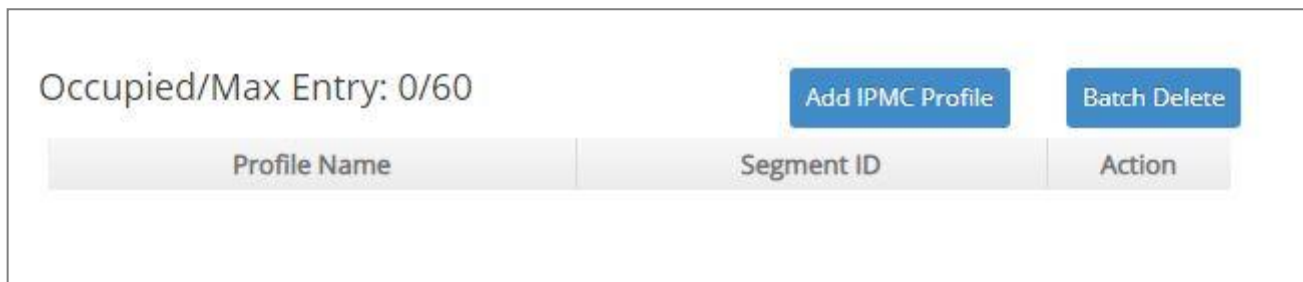 Occupied/Max Entry: 0/60
Add IPMC Profile
Batch Delete
Profile Name
Segment ID
Action